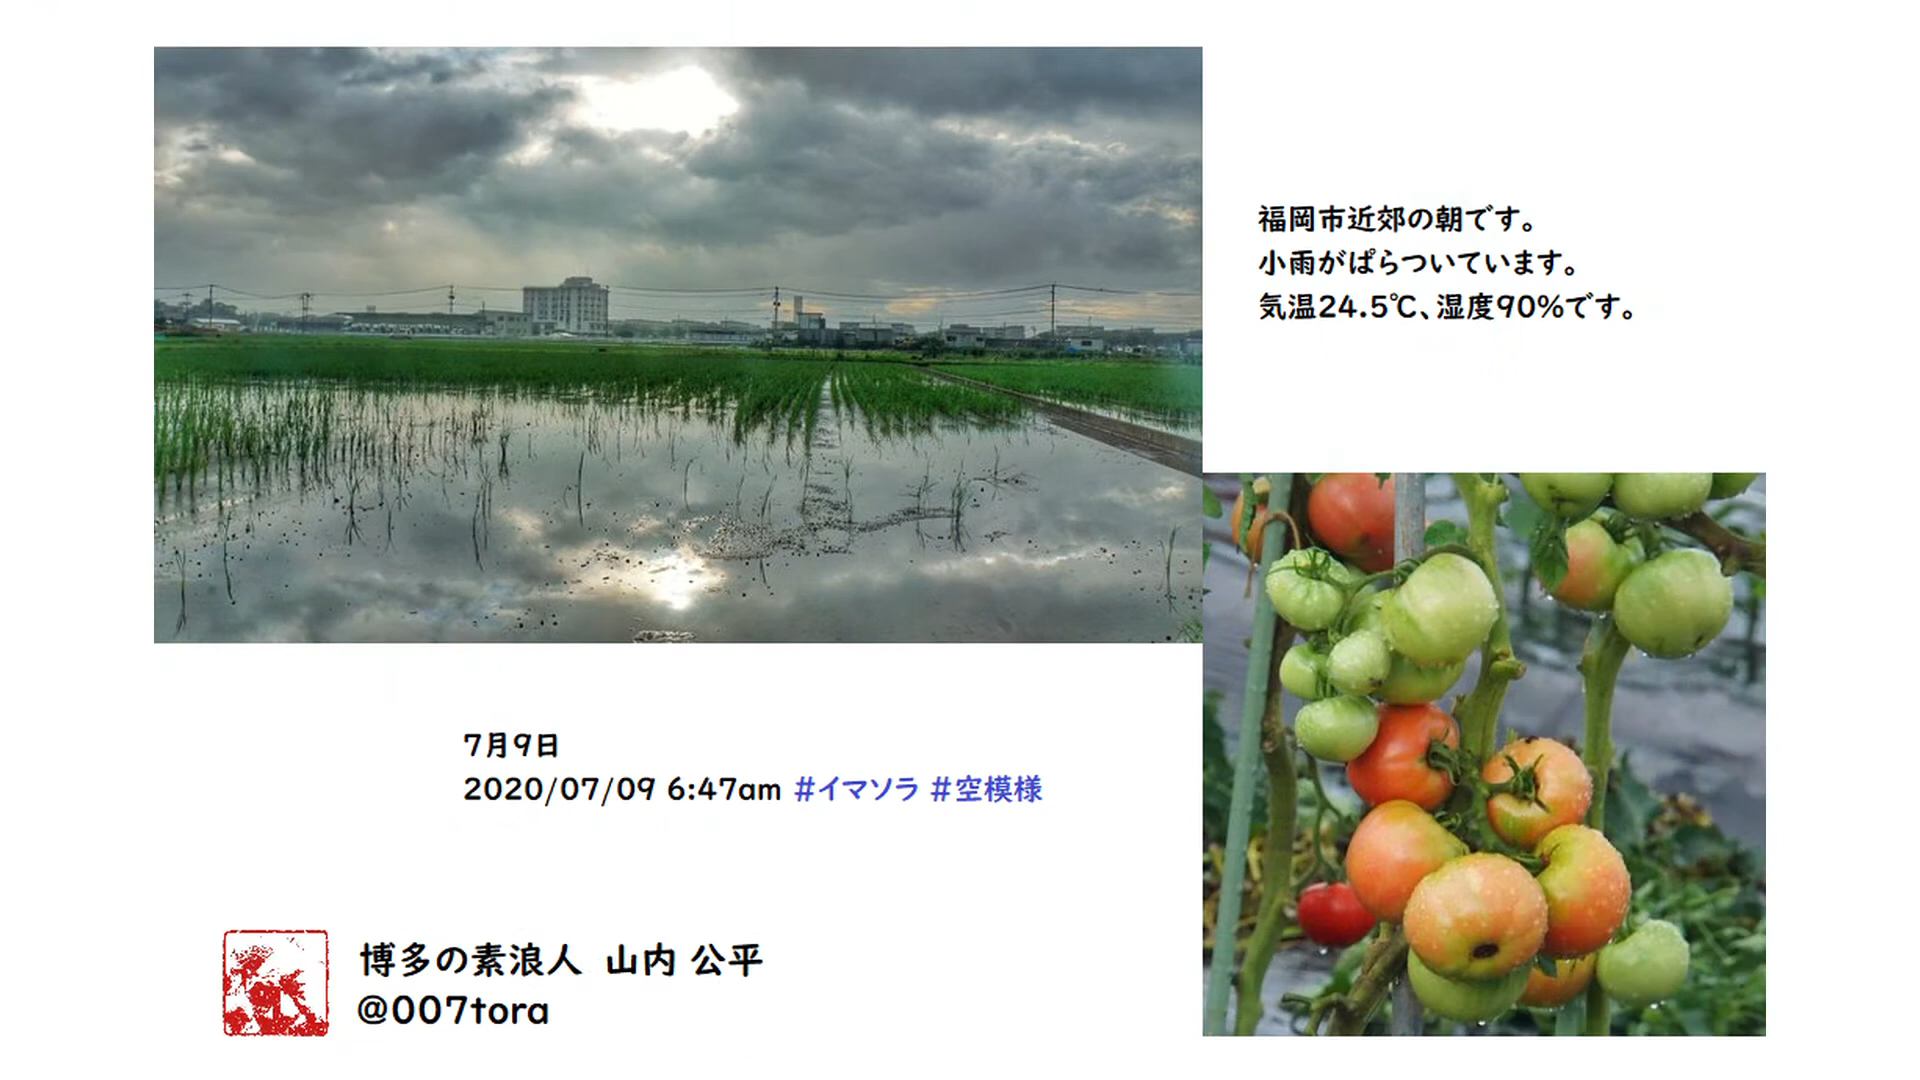 福岡市近郊の朝です。
小雨がぱらついています。
気温24.5℃、湿度90%です。
7月9日
2020/07/09 6:47am #イマソラ #空模様
博多の素浪人 山内 公平
@007tora